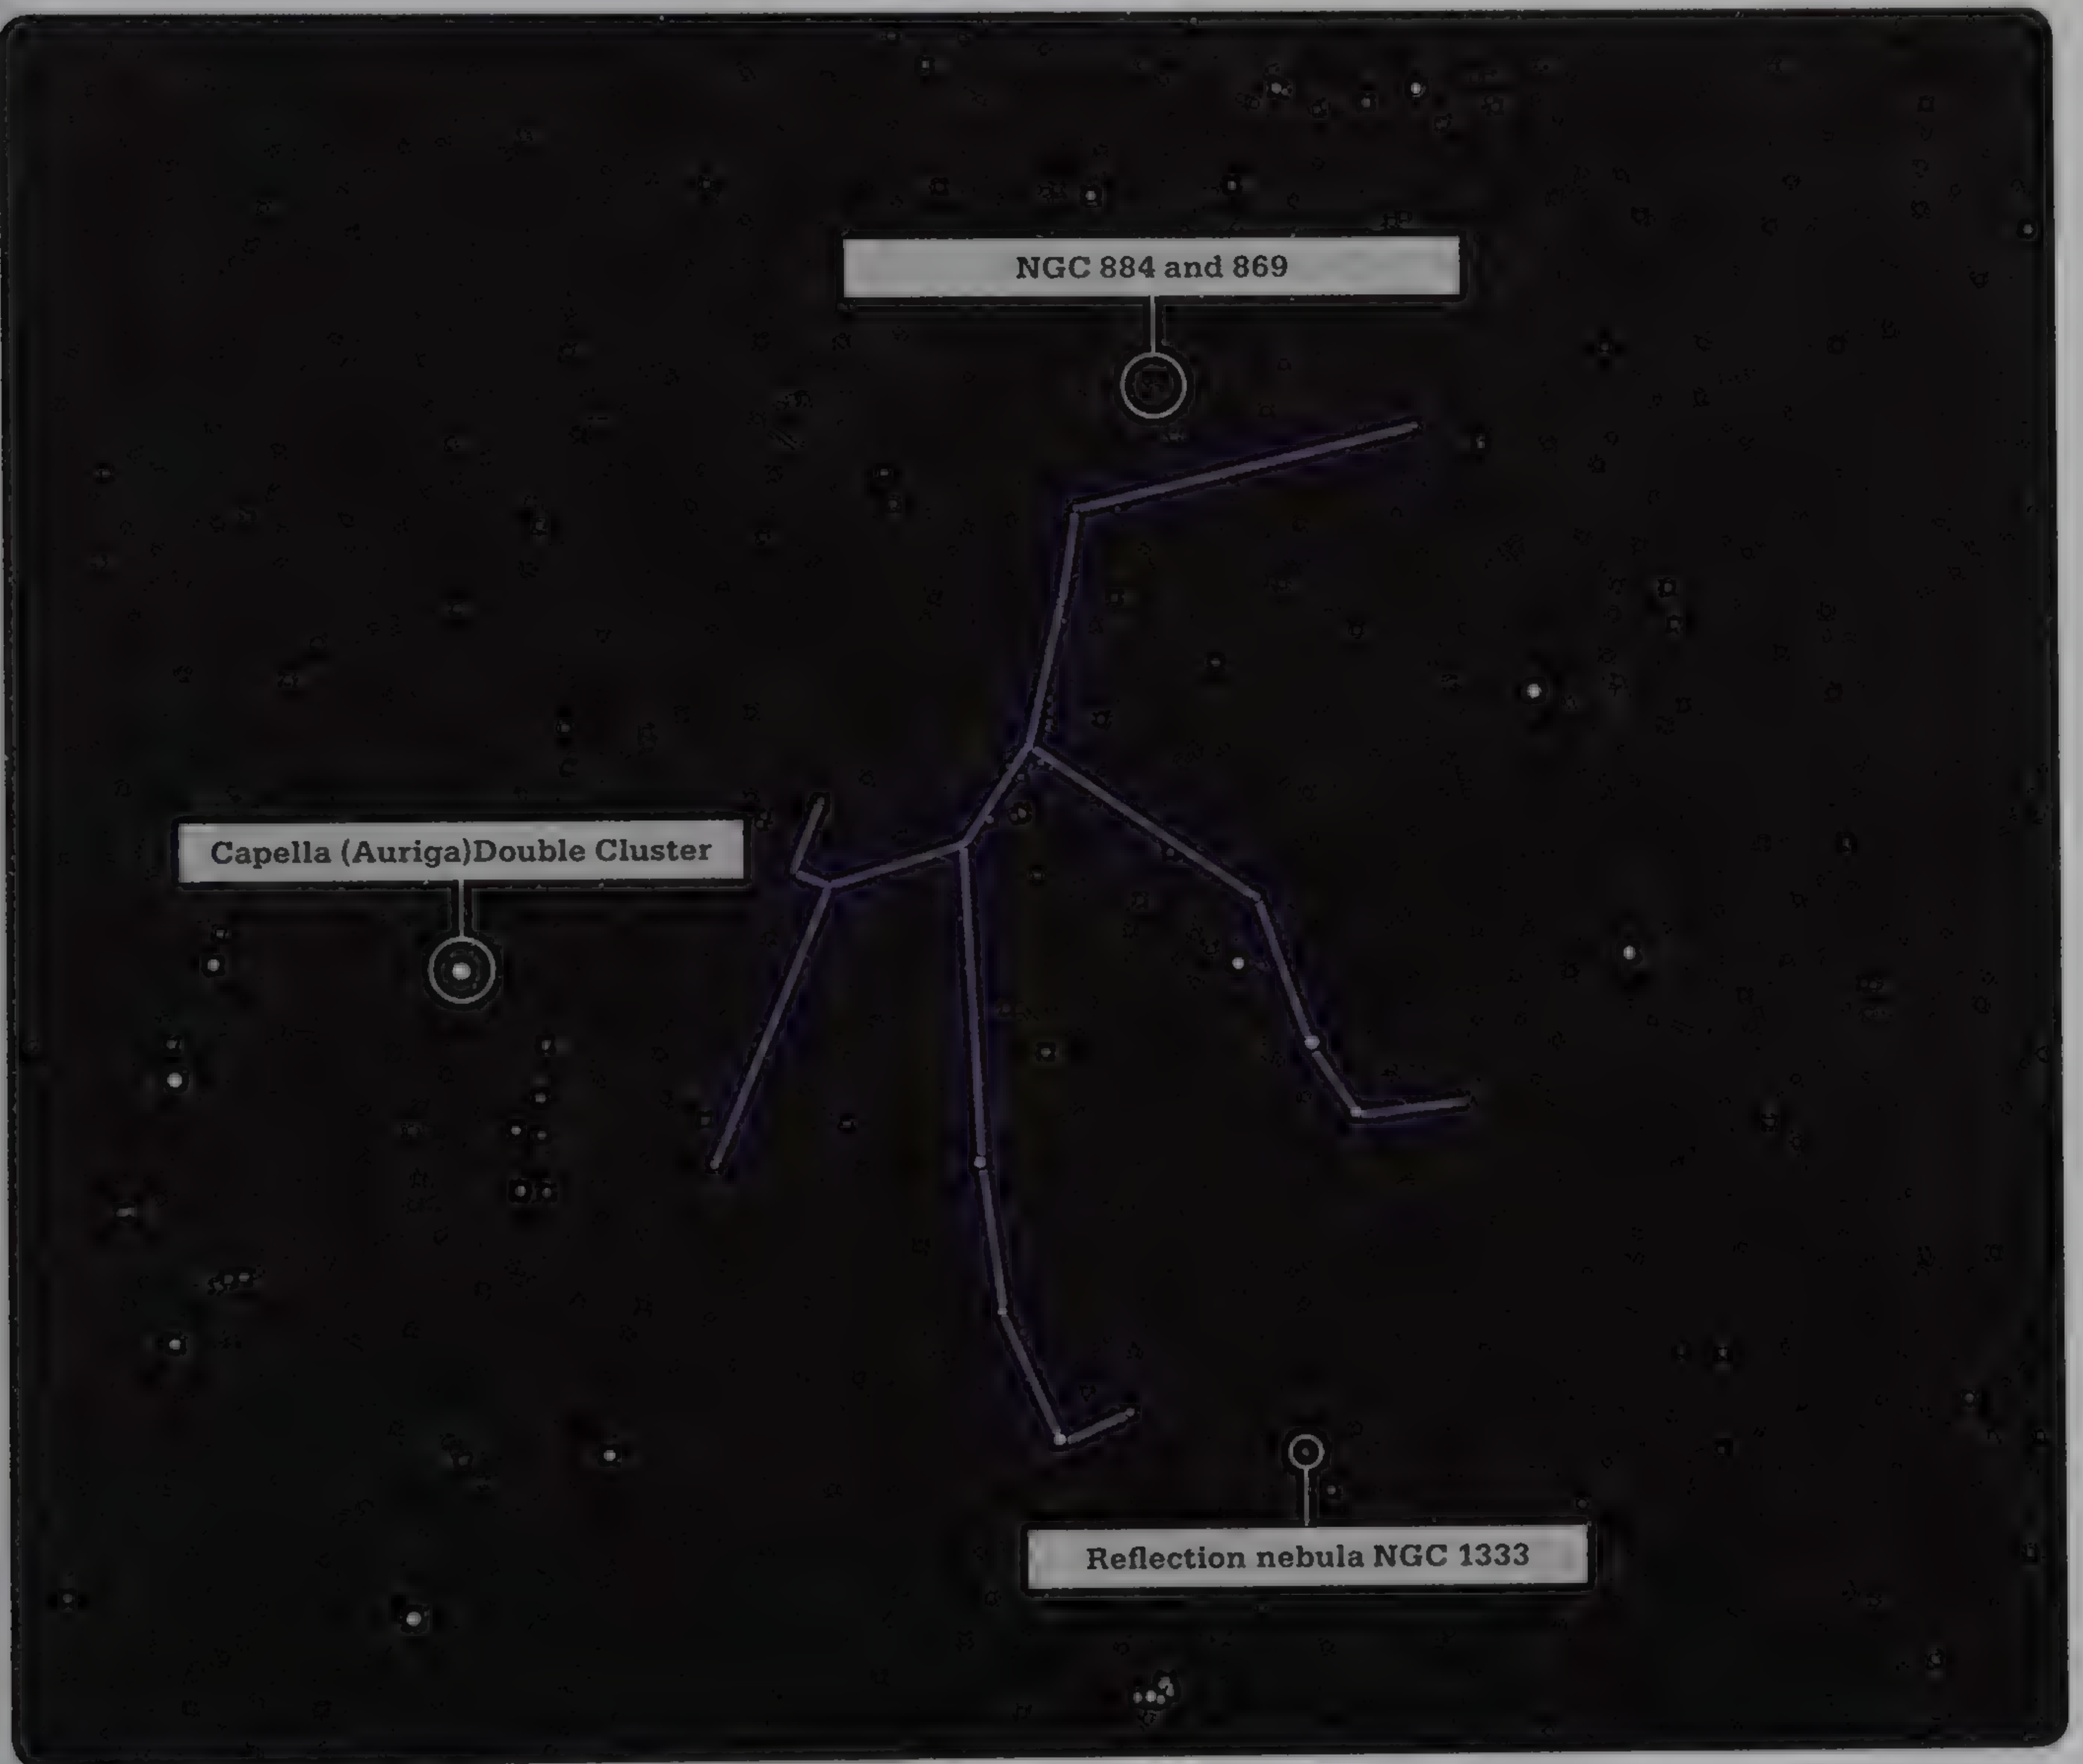 NGC 884 and 869
Capella (Auriga)Double Cluster
Reflection nebula NGC 1333